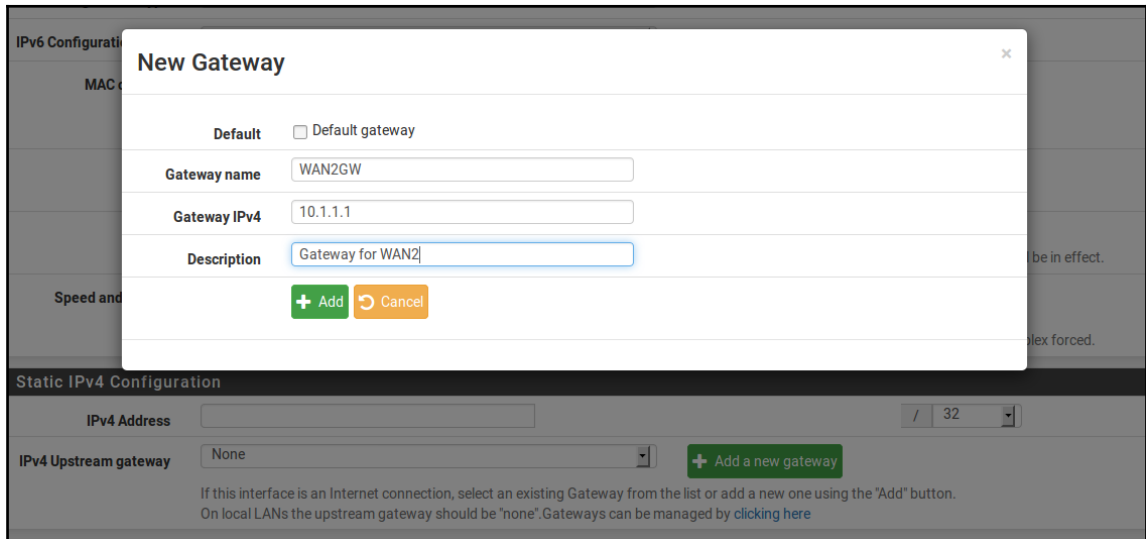 IPv6 Configurati
New Gateway
×
MAC
Default
Default gateway
Gateway name
WAN2GW
Gateway IPv4
10.1.1.1
Description
Gateway for WAN2
l be in effect.
Speed and
Add
Cancel
plex forced.
Static IPv4 Configuration
IPv4 Address
/ 32
IPv4 Upstream gateway
None
Add a new gateway
If this interface is an Internet connection, select an existing Gateway from the list or add a new one using the "Add" button.
On local LANs the upstream gateway should be "none".Gateways can be managed by clicking here